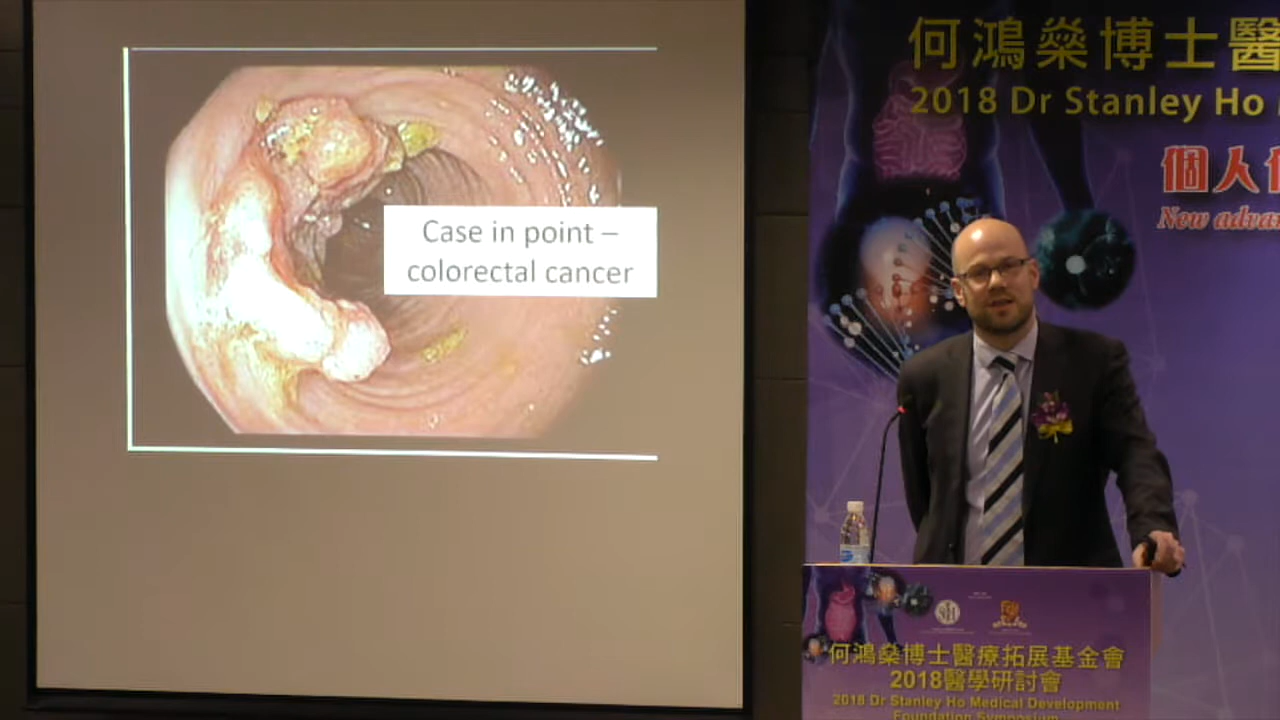 Case in point –
colorectal cancer
何鴻燊博士醫
2018 Dr Stanley Ho
個人
New adva
何鴻燊博士醫療拓展基金會
2018醫學研討會
2018 Dr Stanley Ho Medical Development
Foundation Symposium